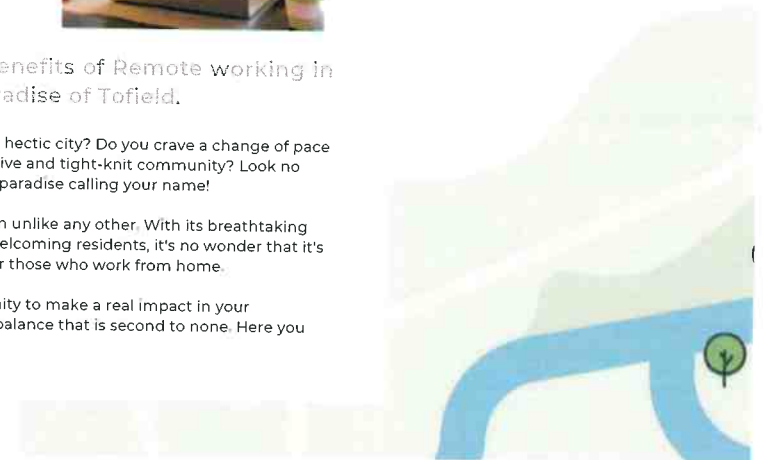 enefits of Remote working in
adise of Tofield.
hectic city? Do you crave a change of pace
ive and tight-knit community? Look no
paradise calling your name!
n unlike any other. With its breathtaking
elcoming residents, it's no wonder that it's
r those who work from home.
ity to make a real impact in your
balance that is second to none. Here you